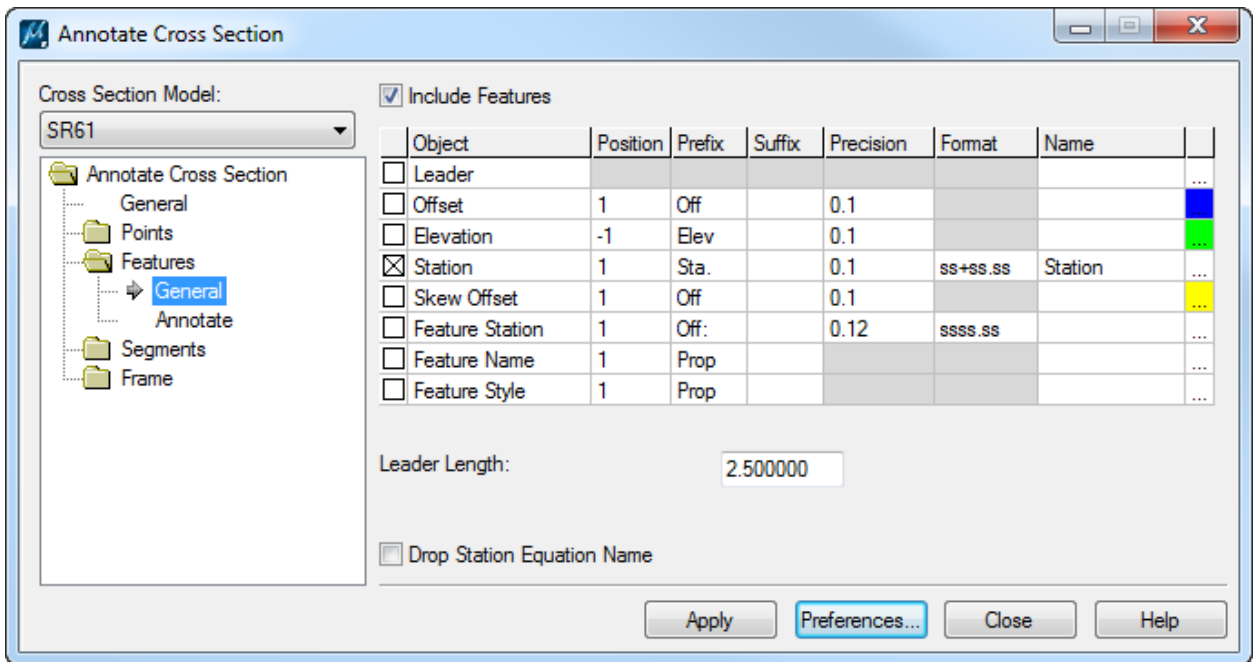 Annotate Cross Section
Cross Section Model:
SR61
Annotate Cross Section
General
Points
Features
General
Annotate
Segments
Frame
Include Features
Object Position Prefix Suffix Precision Format Name
Leader ...
Offset 1 Off 0.1 ...
Elevation -1 Elev 0.1 ...
Station 1 Sta. 0.1 ss+ss.ss Station ...
Skew Offset 1 Off 0.1 ...
Feature Station 1 Off: 0.12 ssss.ss ...
Feature Name 1 Prop ...
Feature Style 1 Prop ...
Leader Length: 2.500000
Drop Station Equation Name
Apply Preferences... Close Help